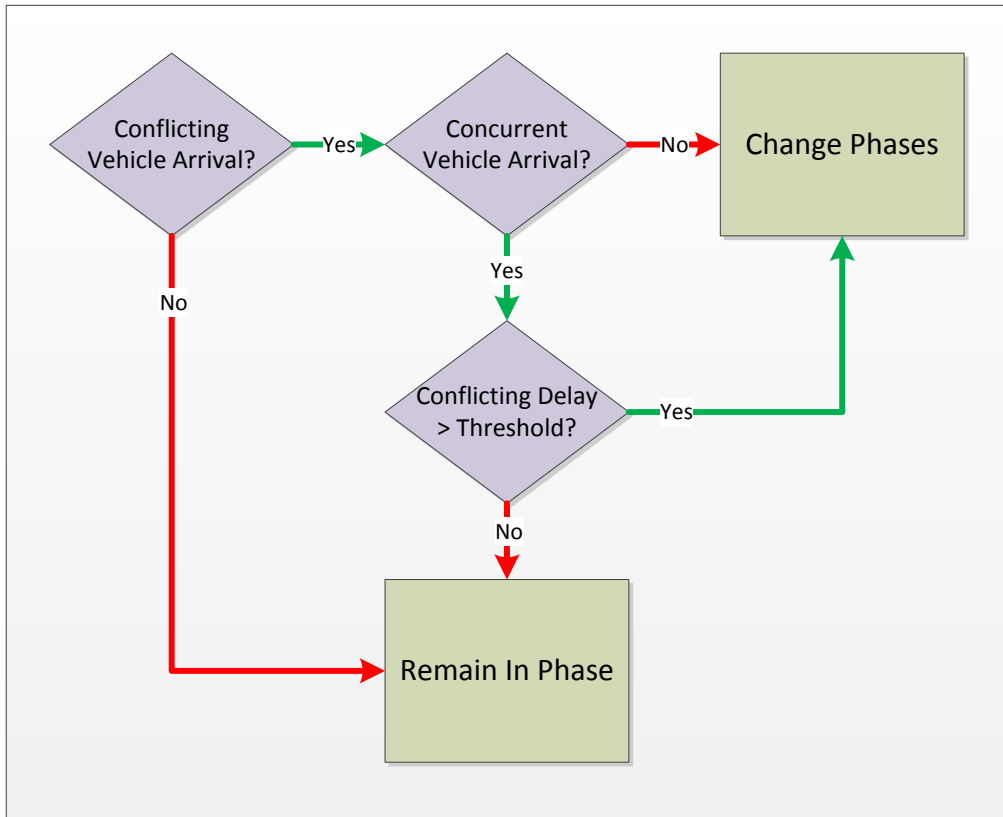 Conflicting
Vehicle Arrival?
Yes
Concurrent
Vehicle Arrival?
No
Change Phases
Yes
No
Conflicting Delay
> Threshold?
Yes
No
Remain In Phase